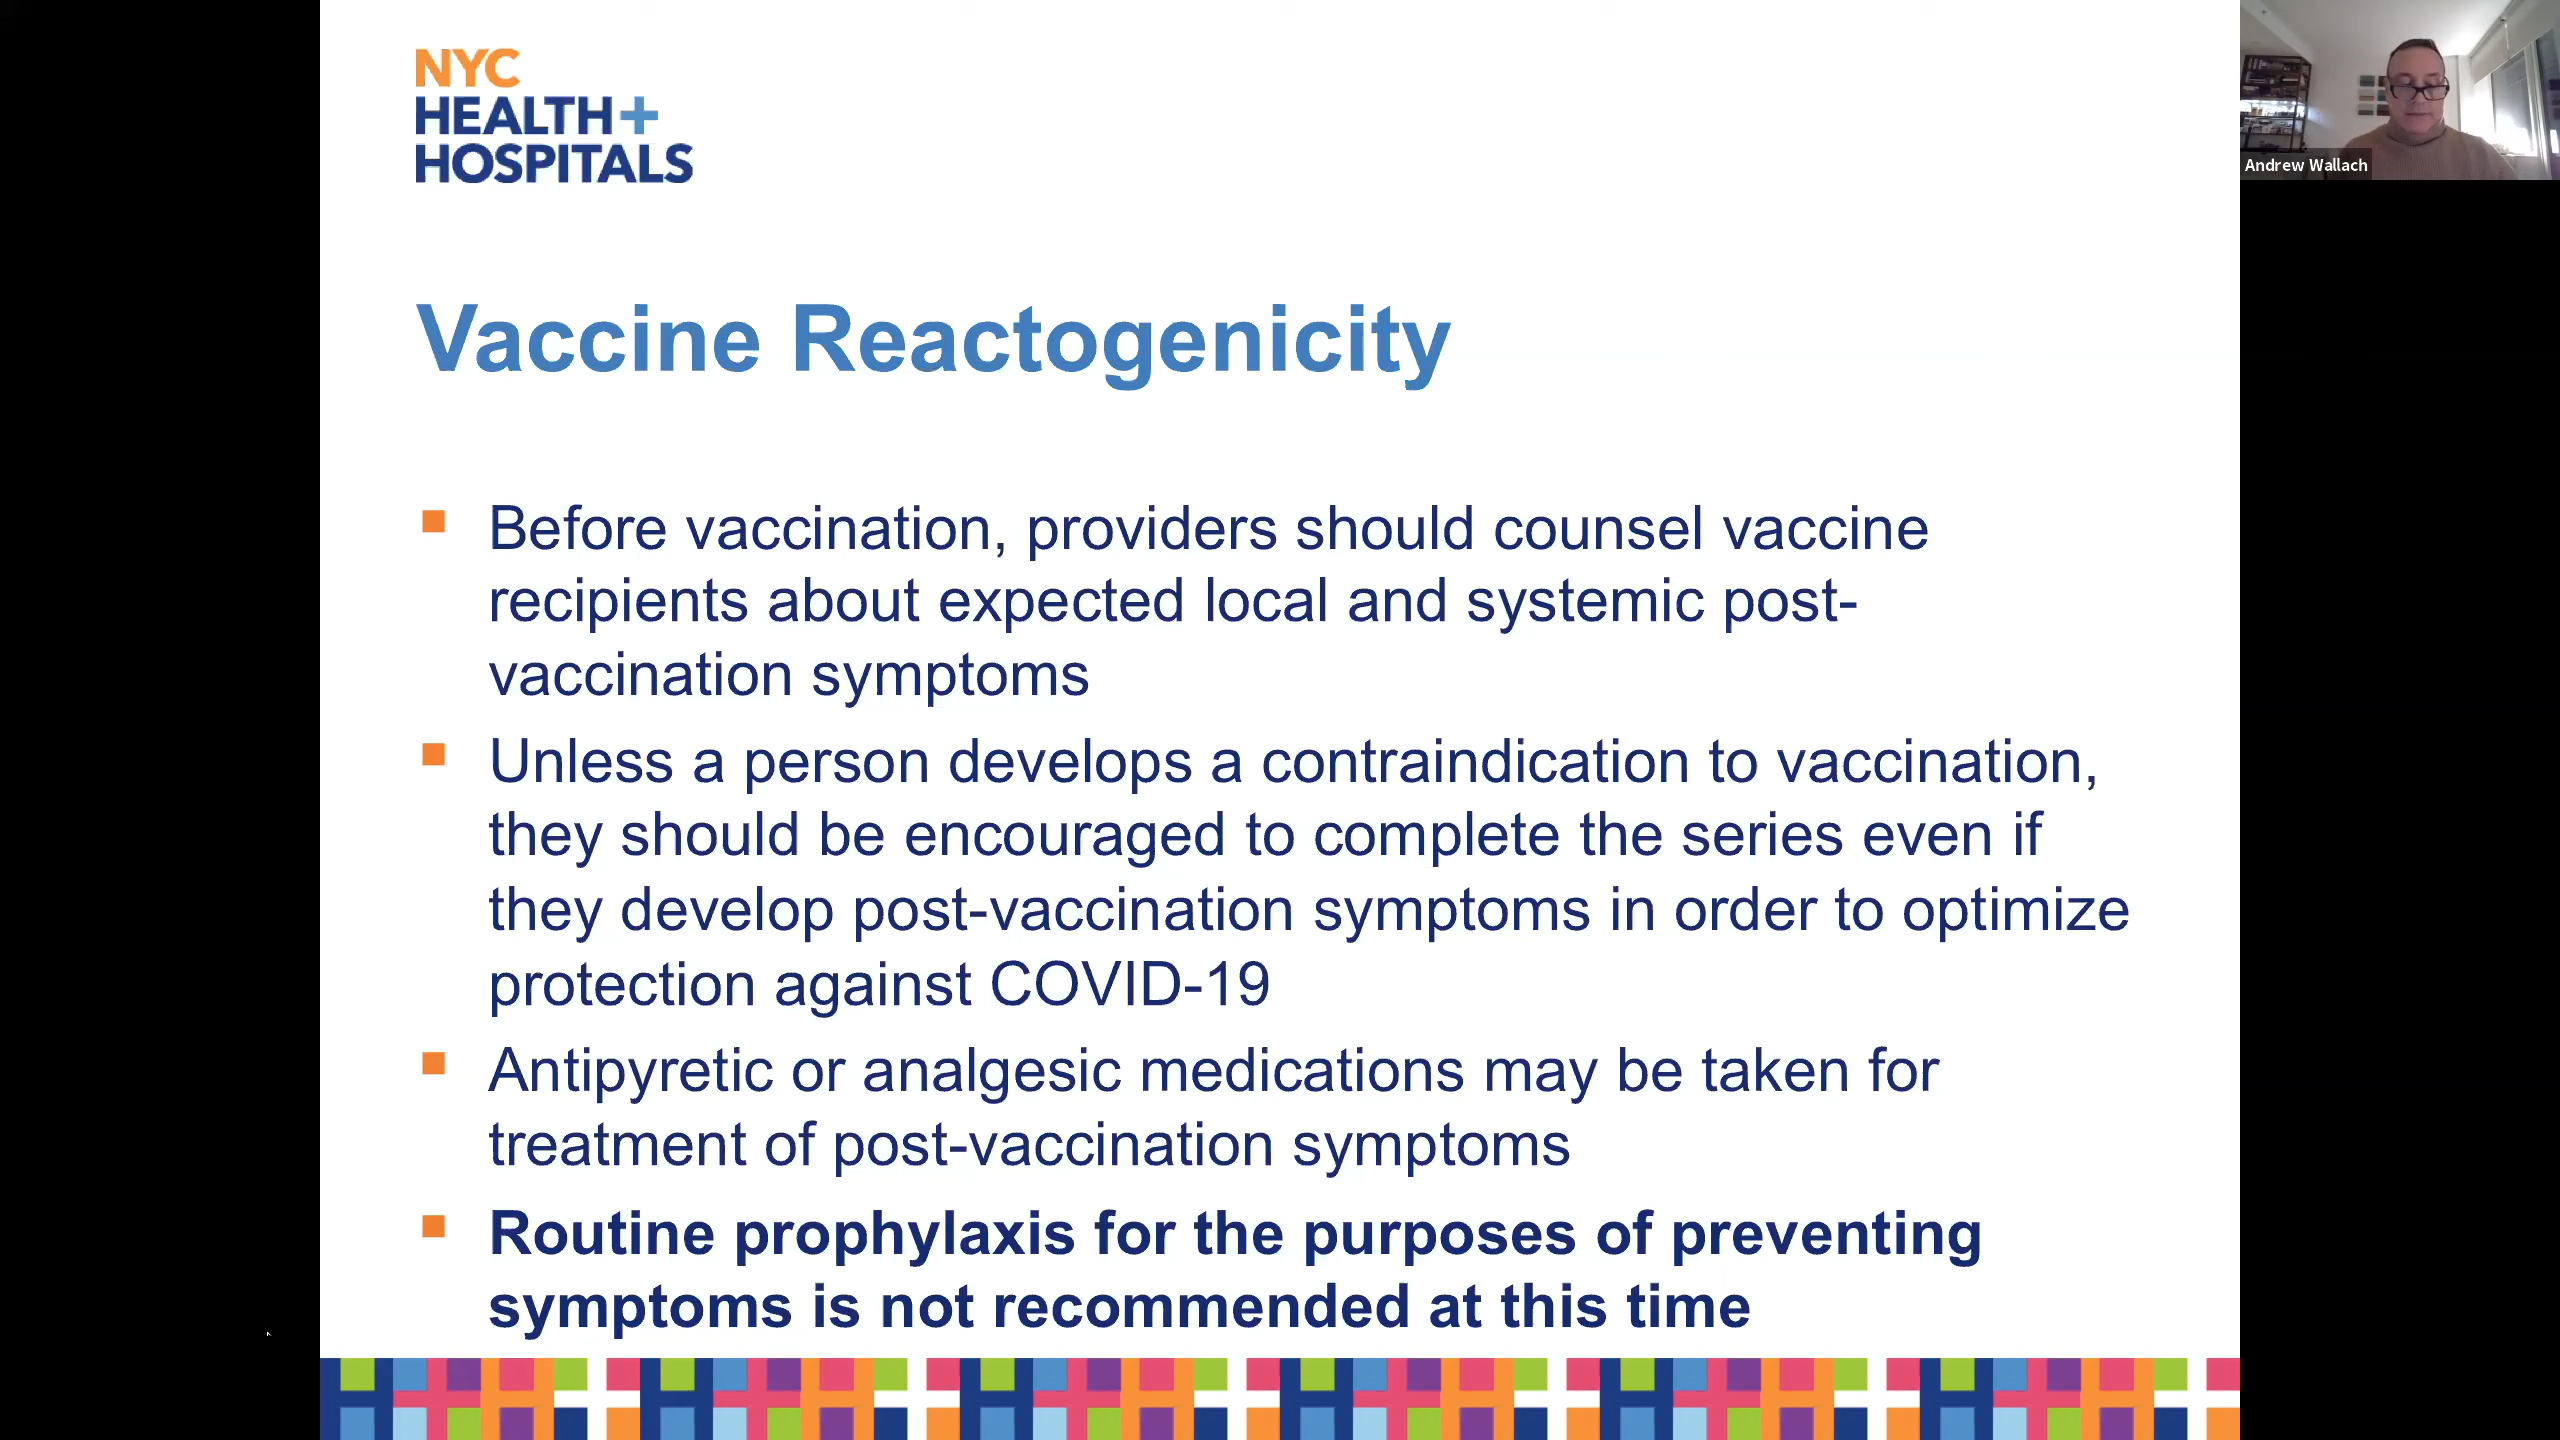 NYC
HEALTH+
HOSPITALS
Andrew Wallach
Vaccine Reactogenicity
Before vaccination, providers should counsel vaccine
recipients about expected local and systemic post-
vaccination symptoms
Unless a person develops a contraindication to vaccination,
they should be encouraged to complete the series even if
they develop post-vaccination symptoms in order to optimize
protection against COVID-19
Antipyretic or analgesic medications may be taken for
treatment of post-vaccination symptoms
Routine prophylaxis for the purposes of preventing
symptoms is not recommended at this time